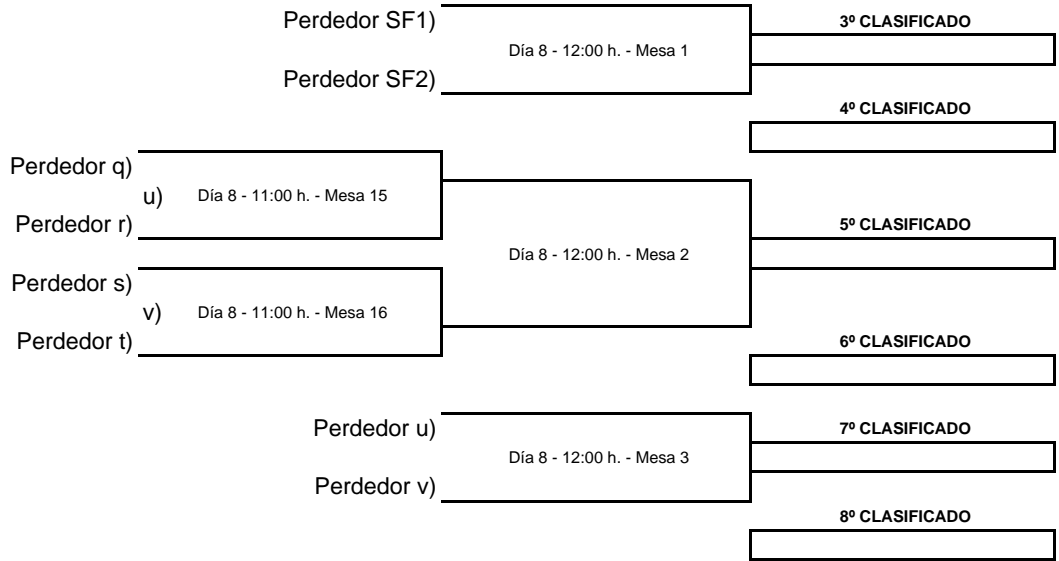 Perdedor SF1)
3º CLASIFICADO
Día 8 - 12:00 h. - Mesa 1
Perdedor SF2)
4º CLASIFICADO
Perdedor q)
u) Día 8 - 11:00 h. - Mesa 15
Perdedor r)
5º CLASIFICADO
Día 8 - 12:00 h. - Mesa 2
Perdedor s)
v) Día 8 - 11:00 h. - Mesa 16
Perdedor t)
6º CLASIFICADO
Perdedor u)
7º CLASIFICADO
Día 8 - 12:00 h. - Mesa 3
Perdedor v)
8º CLASIFICADO